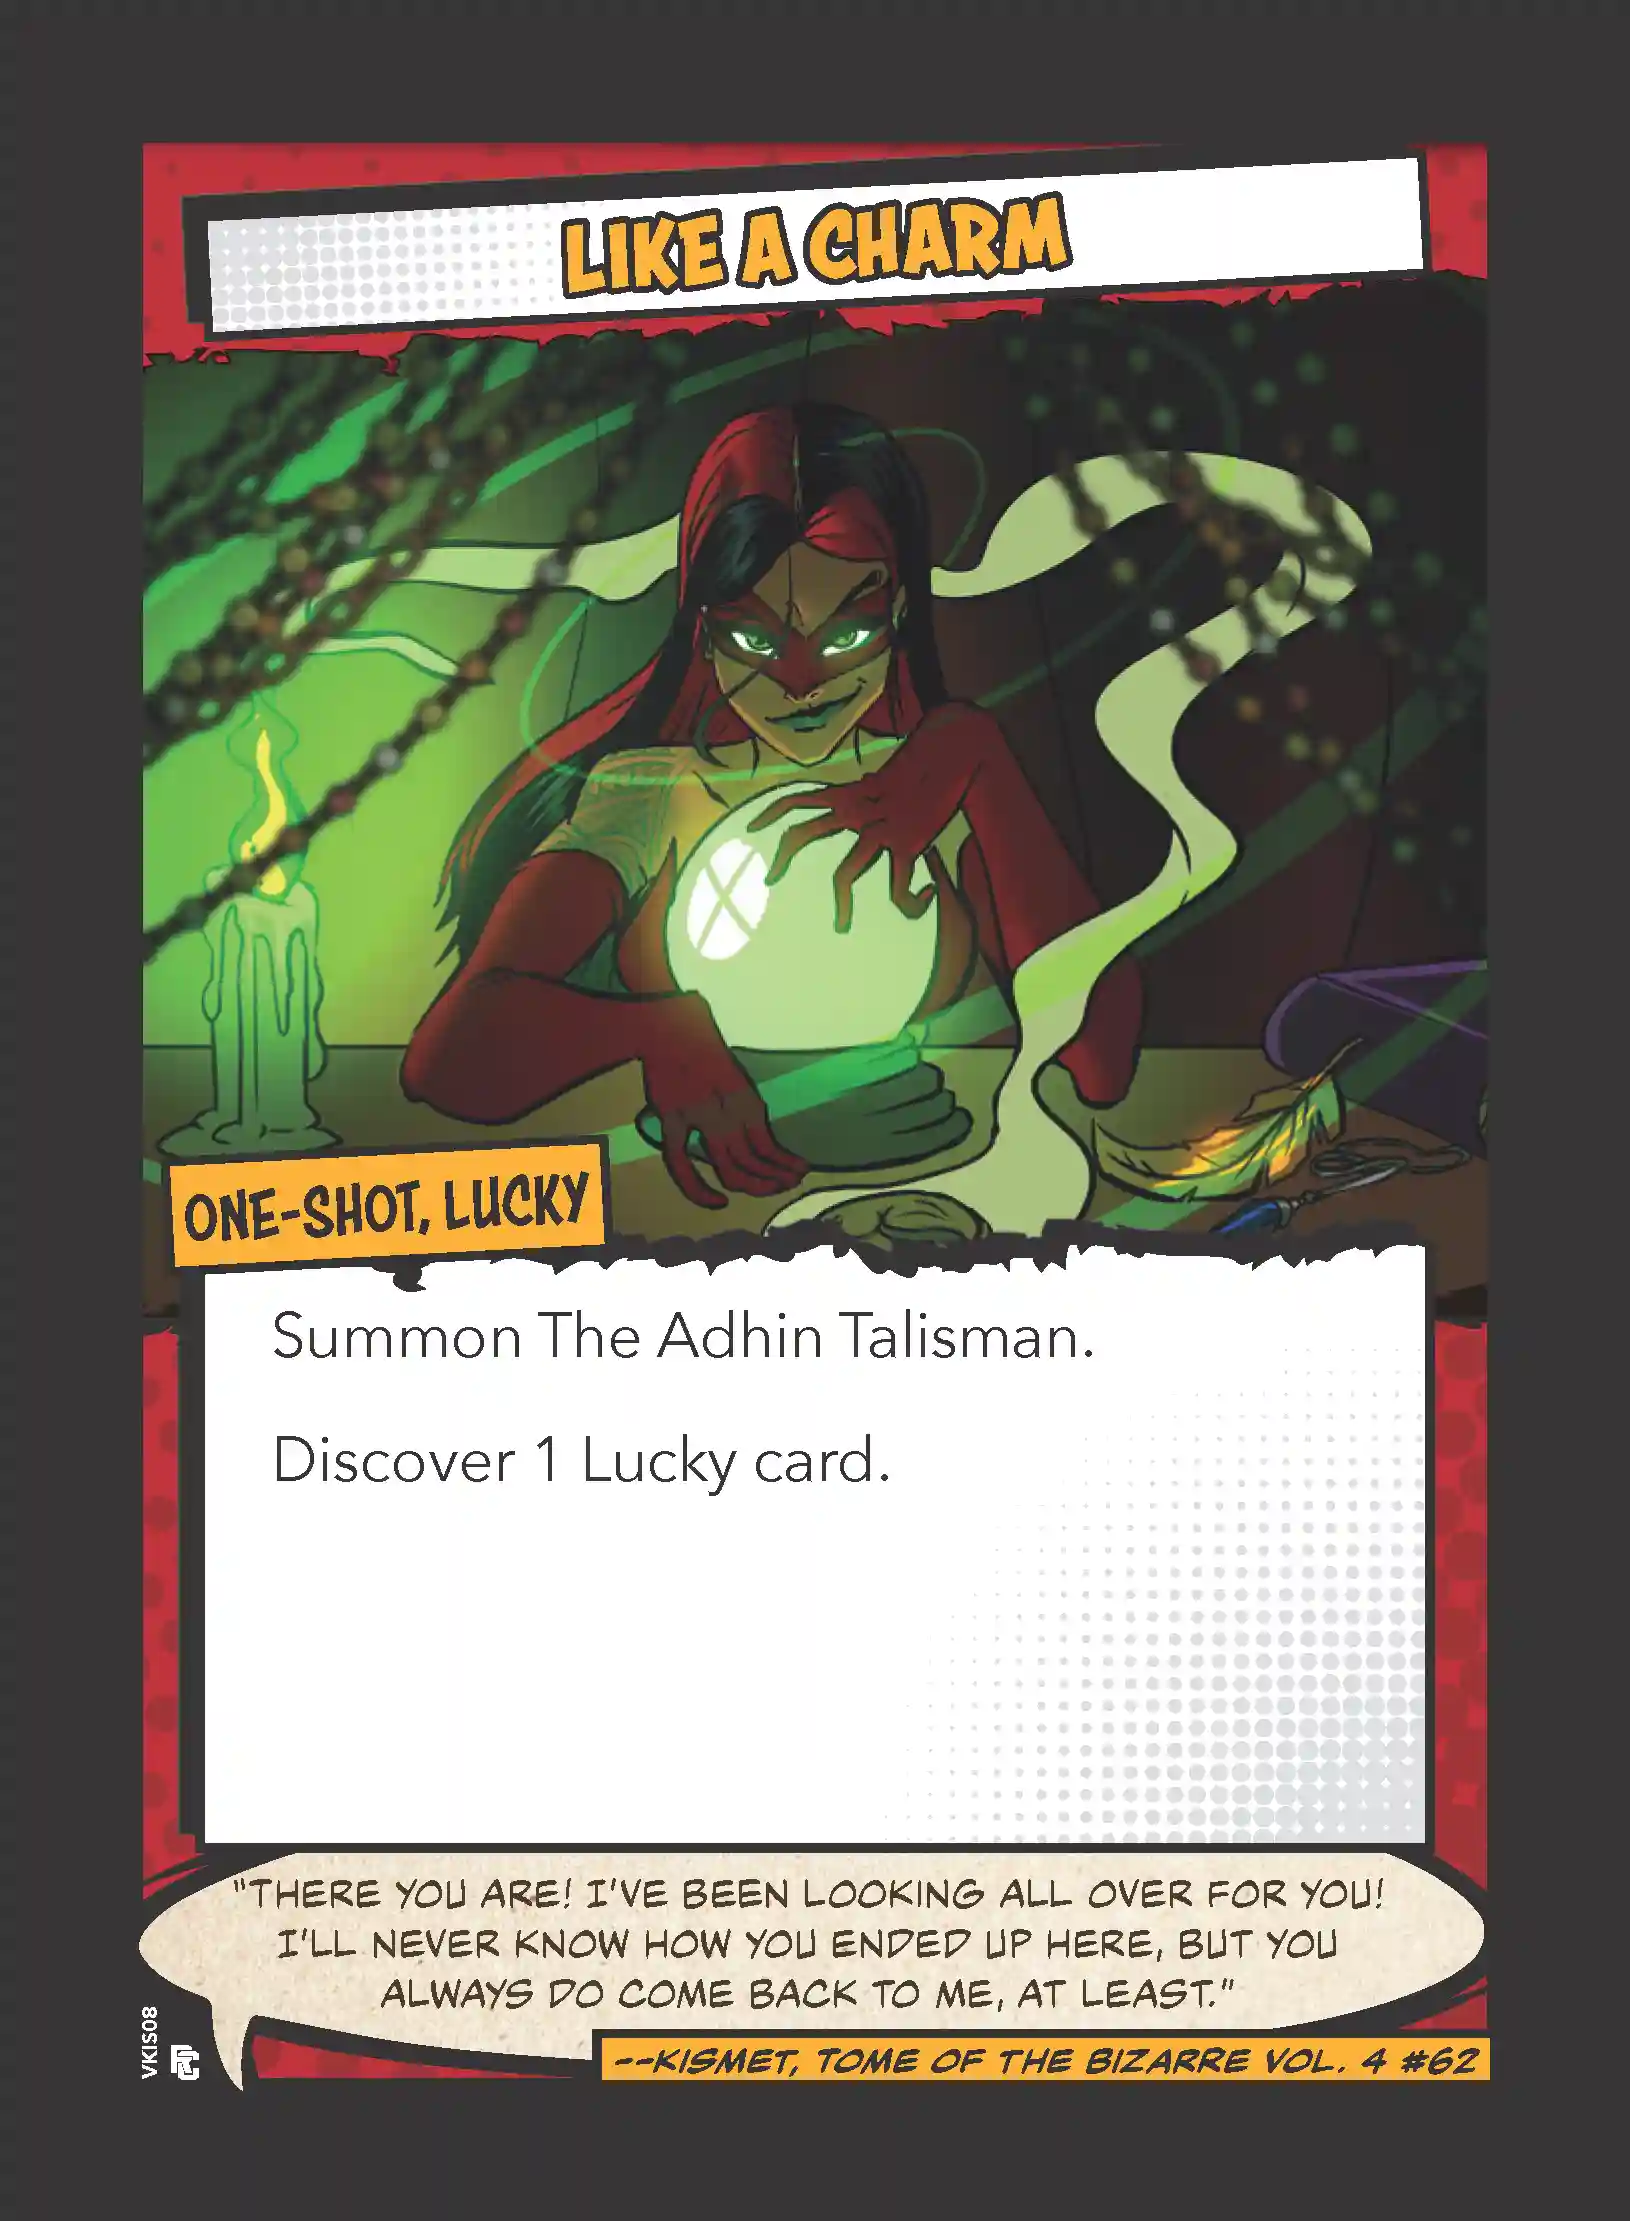 LIKE A CHARM
ONE-SHOT, LUCKY
Summon The Adhin Talisman.
Discover 1 Lucky card.
"THERE YOU ARE! I'VE BEEN LOOKING ALL OVER FOR YOU!
I'LL NEVER KNOW HOW YOU ENDED UP HERE, BUT YOU
ALWAYS DO COME BACK TO ME, AT LEAST."
--KISMET, TOME OF THE BIZARRE VOL. 4 #62
VKIS08